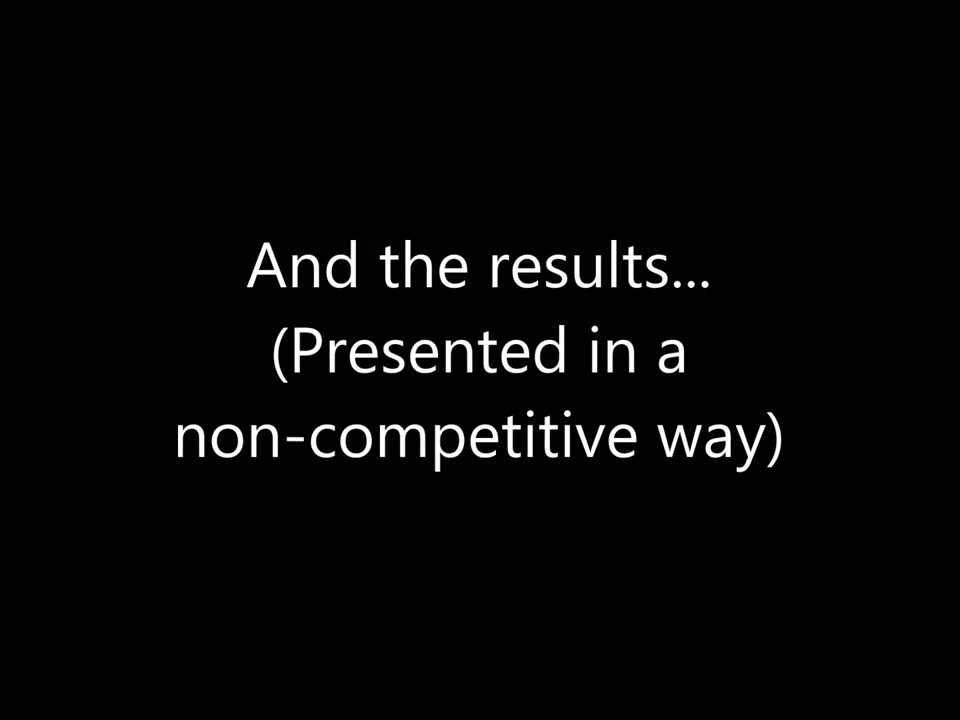 And the results...
(Presented in a
non-competitive way)